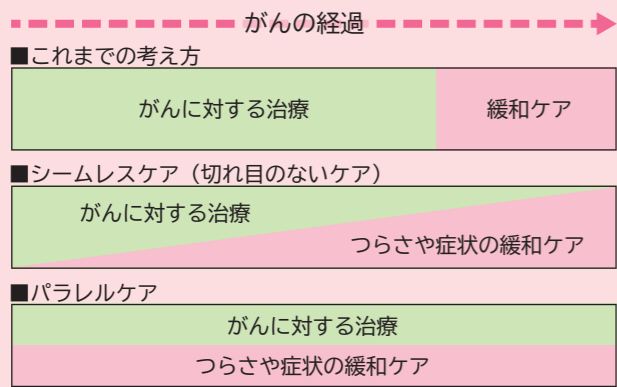 がんの経過
■これまでの考え方
がんに対する治療 緩和ケア
■シームレスケア（切れ目のないケア）
がんに対する治療
つらさや症状の緩和ケア
■パラレルケア
がんに対する治療
つらさや症状の緩和ケア